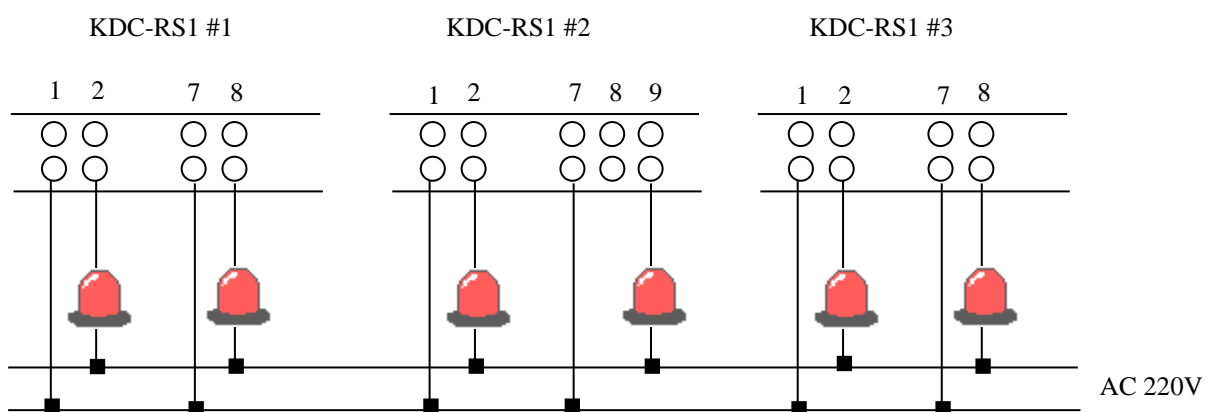 KDC-RS1 #1 KDC-RS1 #2 KDC-RS1 #3
1 2 7 8 1 2 7 8 9 1 2 7 8
AC 220V